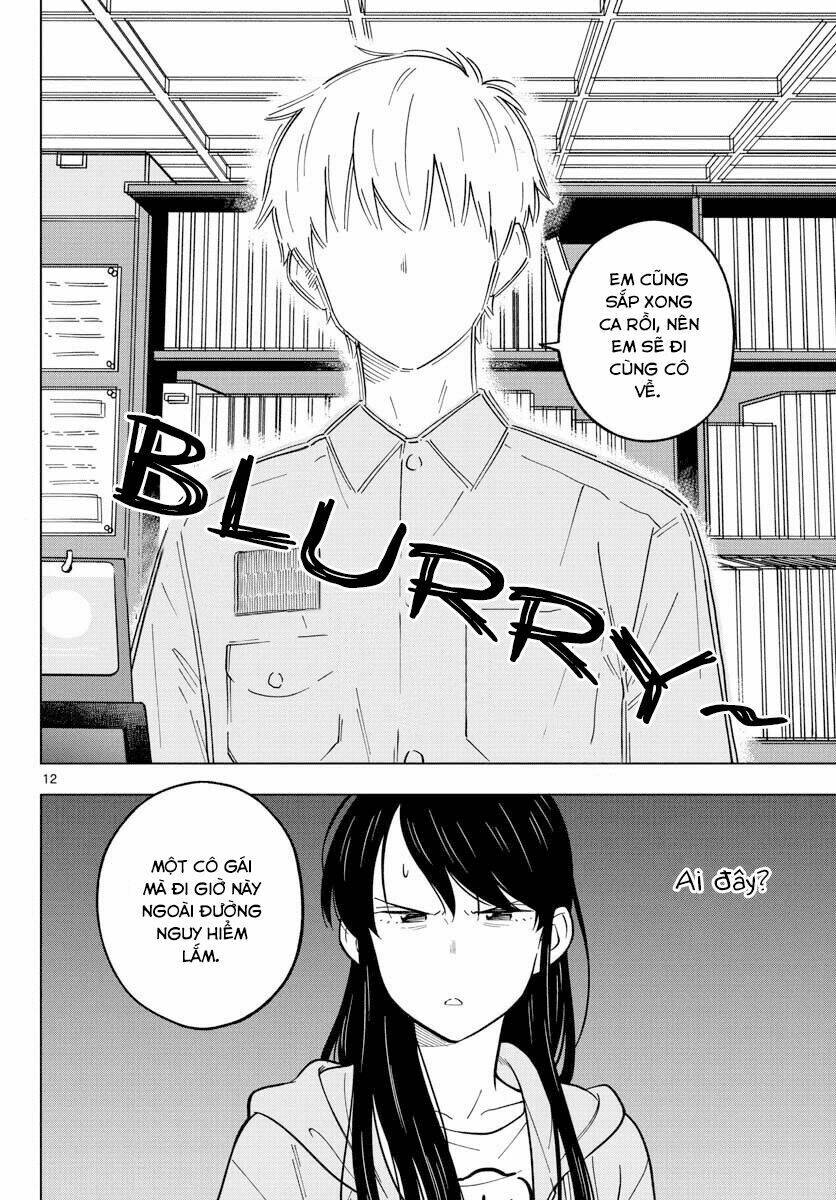 EM CŨNG
SẮP XONG
CA RỒI, NÊN
EM SẼ ĐI
CÙNG CÔ
VỀ.
BLURRY~
12
MỘT CÔ GÁI
MÀ ĐI GIỜ NÀY
NGOÀI ĐƯỜNG
NGUY HIỂM
LẮM.
Ai đây?